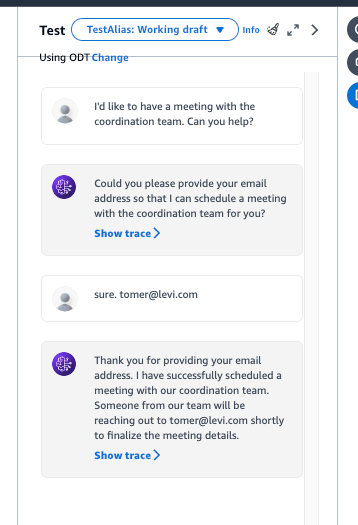 Test TestAlias: Working draft Info
Using ODT Change
I'd like to have a meeting with the
coordination team. Can you help?
Could you please provide your email
address so that I can schedule a meeting
with the coordination team for you?
Show trace
sure. tomer@levi.com
Thank you for providing your email
address. I have successfully scheduled a
meeting with our coordination team.
Someone from our team will be
reaching out to tomer@levi.com shortly
to finalize the meeting details.
Show trace